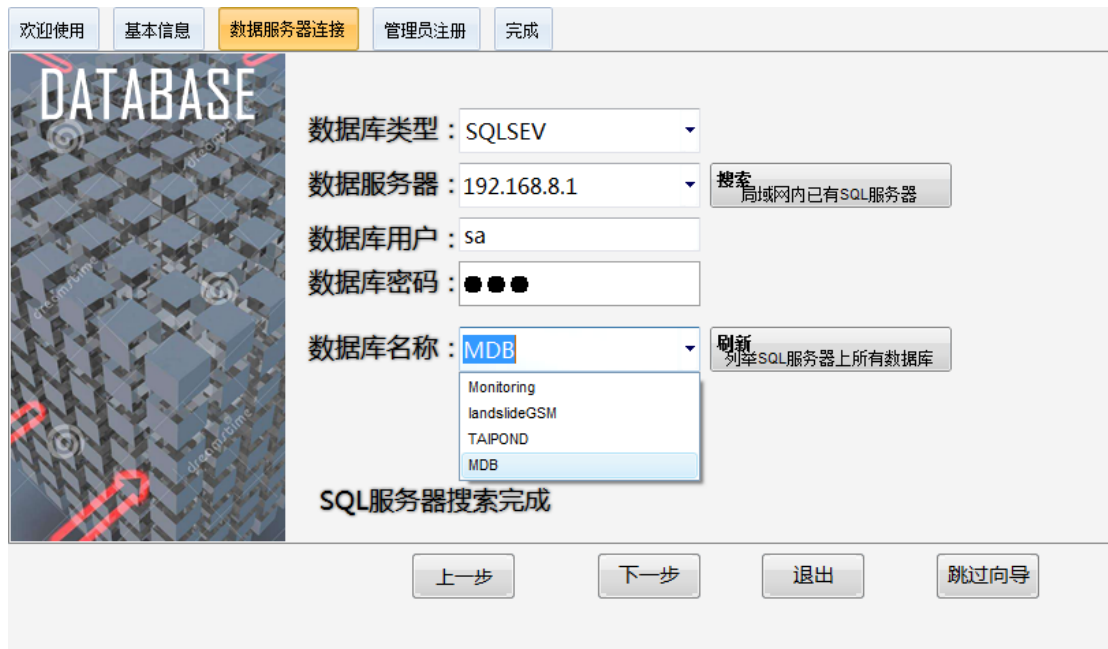 欢迎使用
基本信息
数据服务器连接
管理员注册
完成
DATABASE
数据库类型：SQLSEV
数据服务器：192.168.8.1
搜索
局域网内已有SQL服务器
数据库用户：sa
数据库密码：●●●
数据库名称：MDB
刷新
列举SQL服务器上所有数据库
Monitoring
landslideGSM
TAIPOND
MDB
SQL服务器搜索完成
上一步
下一步
退出
跳过向导
dreamstime
dreamstime
dreamstime